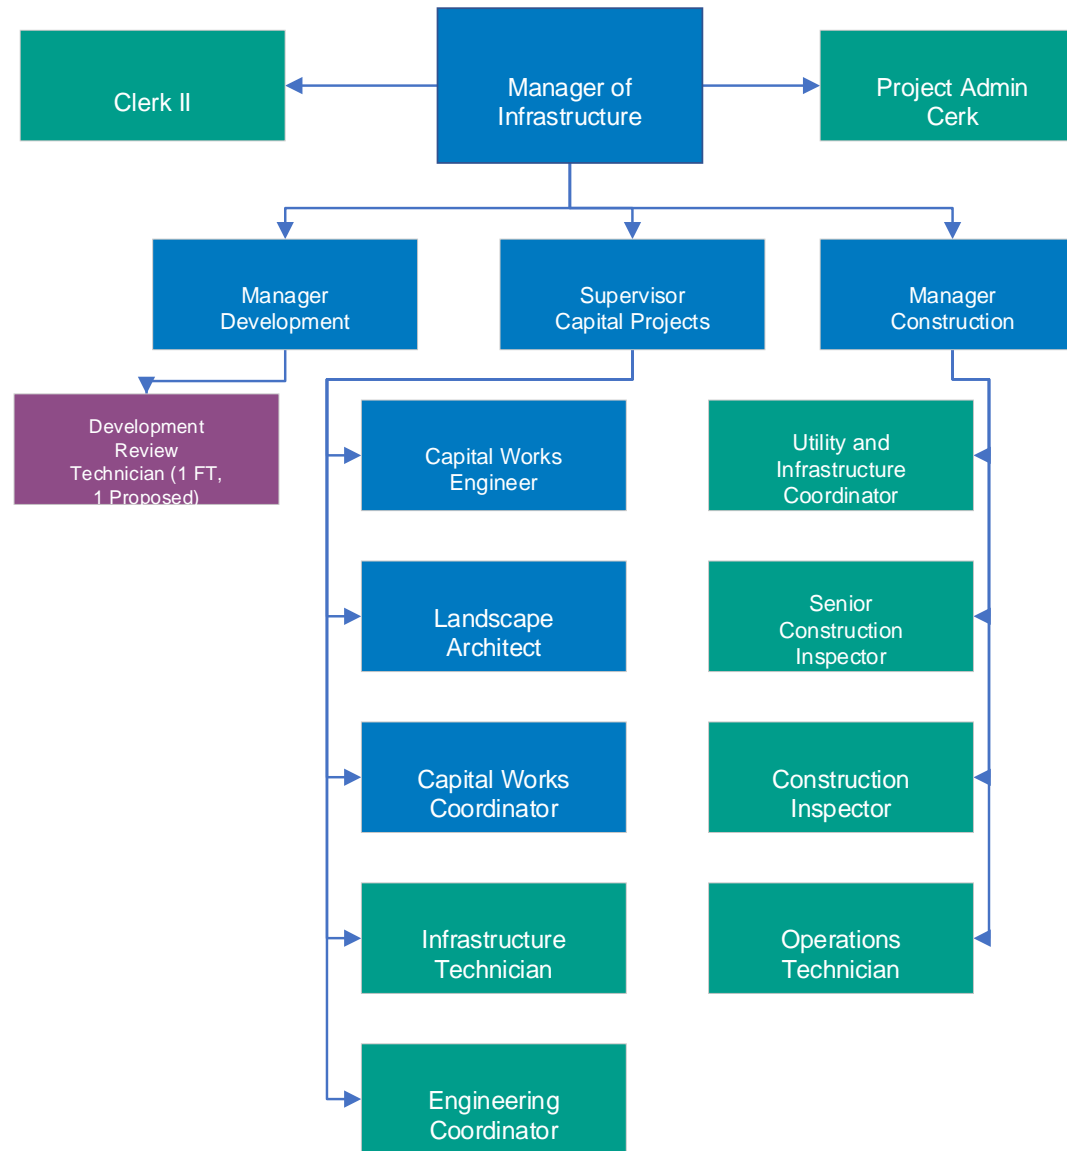 Clerk II
Manager of
Infrastructure
Project Admin
Cerk
Manager
Development
Supervisor
Capital Projects
Manager
Construction
Development
Review
Technician (1 FT,
1 Proposed)
Capital Works
Engineer
Utility and
Infrastructure
Coordinator
Landscape
Architect
Senior
Construction
Inspector
Capital Works
Coordinator
Construction
Inspector
Infrastructure
Technician
Operations
Technician
Engineering
Coordinator